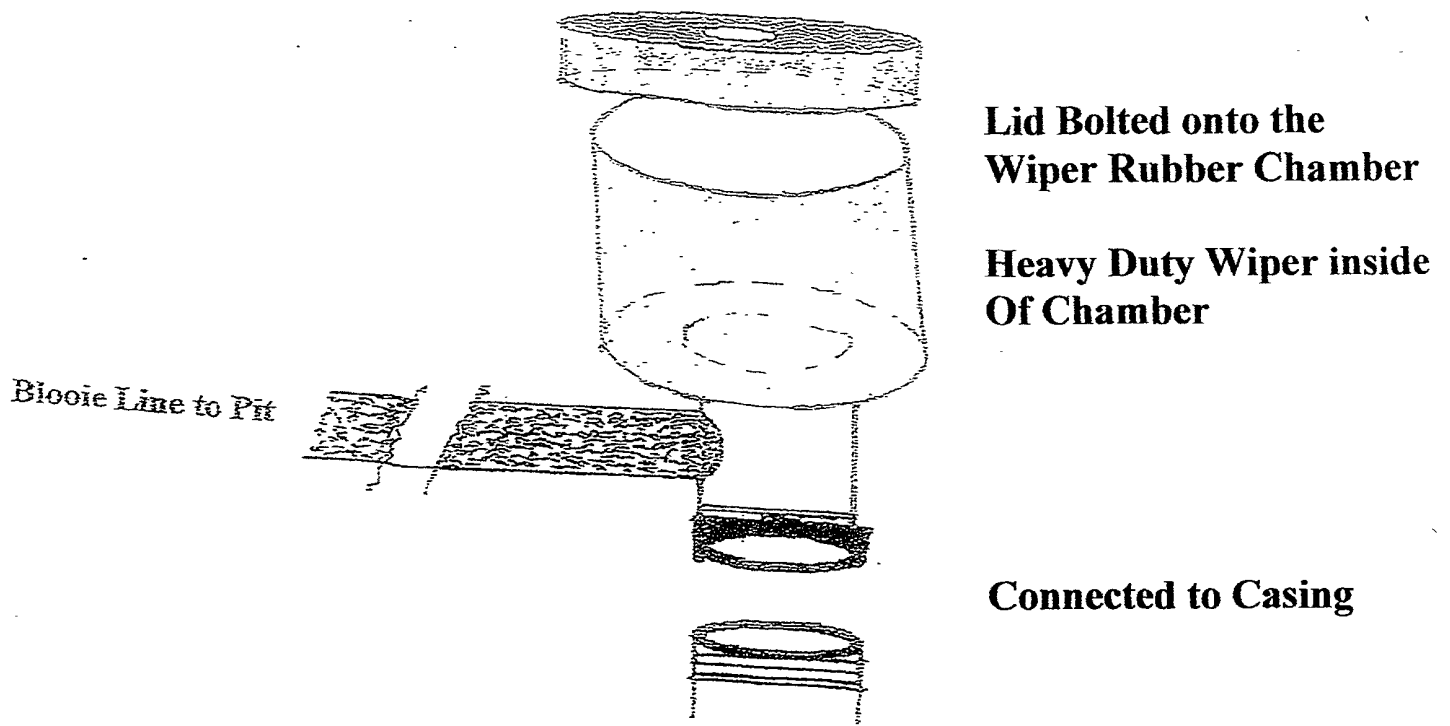 Lid Bolted onto the
Wiper Rubber Chamber
Heavy Duty Wiper inside
Of Chamber
Blooie Line to Pit
Connected to Casing